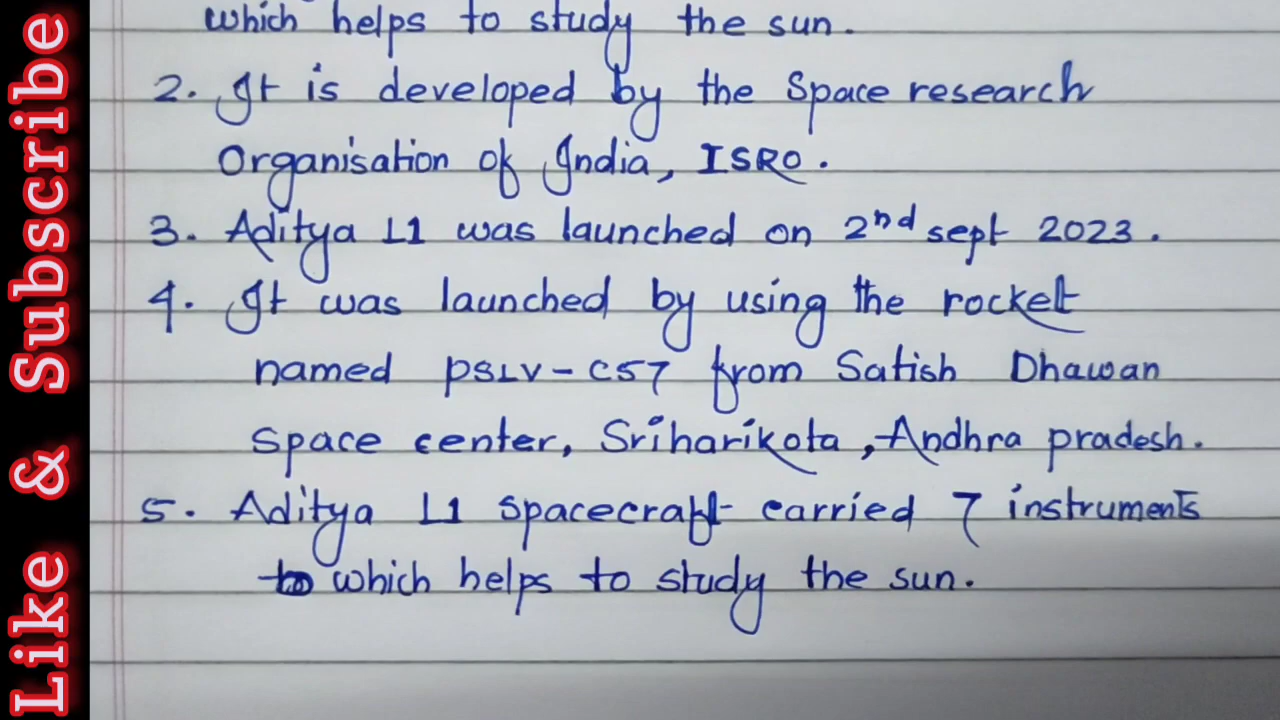 which helps to study the sun.
2. It is developed by the Space research
Organisation of India, ISRO.
3. Aditya L1 was launched on 2nd sept 2023.
4. It was launched by using the rocket
named PSLV-C57 from Satish Dhawan
Space center, Sriharikota, Andhra pradesh.
5. Aditya L1 spacecraft carried 7 instruments
to which helps to study the sun.
Like & Subscribe